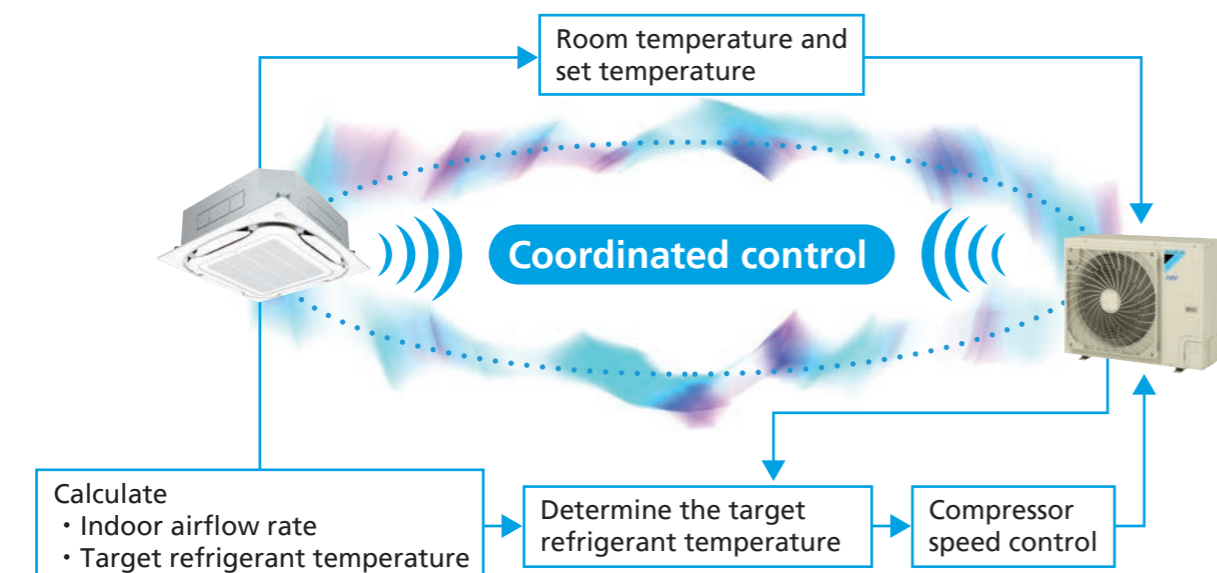 Room temperature and
set temperature
Coordinated control
Calculate
・Indoor airflow rate
・Target refrigerant temperature
Determine the target
refrigerant temperature
Compressor
speed control